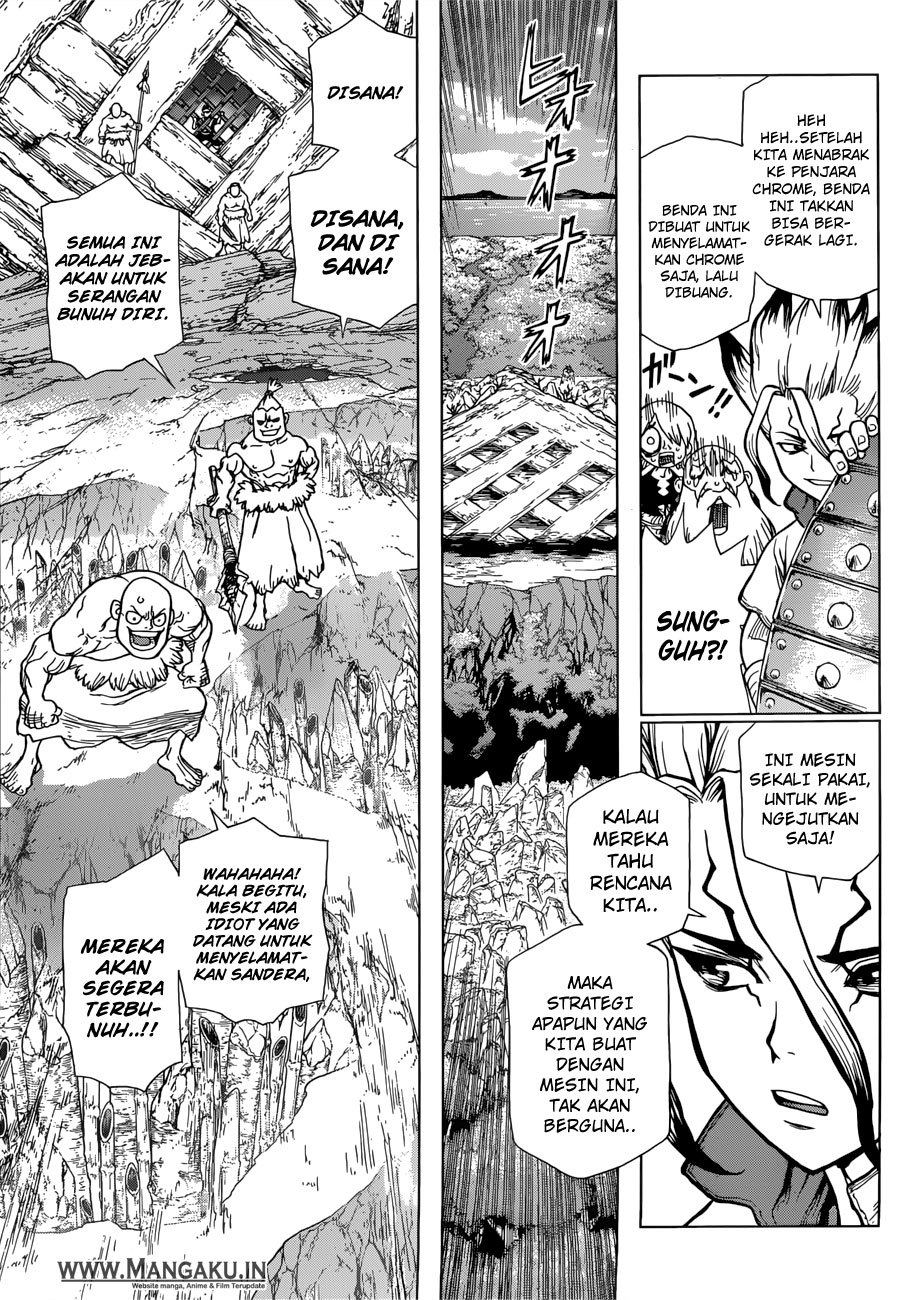 HEH
HEH..SETELAH
KITA MENABRAK
KE PENJARA
CHROME, BENDA
INI TAKKAN
BISA BER-
GERAK LAGI.
BENDA INI
DIBUAT UNTUK
MENYELAMAT-
KAN CHROME
SAJA, LALU
DIBUANG.
ガーン!!
SUNG-
GUH?!
INI MESIN
SEKALI PAKAI,
UNTUK ME-
NGEJUTKAN
SAJA!
KALAU
MEREKA
TAHU
RENCANA
KITA..
MAKA
STRATEGI
APAPUN YANG
KITA BUAT
DENGAN
MESIN INI,
TAK AKAN
BERGUNA..
ヒュオオオ
DISANA!
DISANA,
DAN DI
SANA!
SEMUA INI
ADALAH JEB-
AKAN UNTUK
SERANGAN
BUNUH DIRI.
WAHAHAHA!
KALA BEGITU,
MESKI ADA
IDIOT YANG
DATANG UNTUK
MENYELAMAT-
KAN SANDERA,
MEREKA
AKAN
SEGERA
TERBU-
NUH..!!
WWW.MANGAKU.IN
Website manga, Anime & Film Terupdate